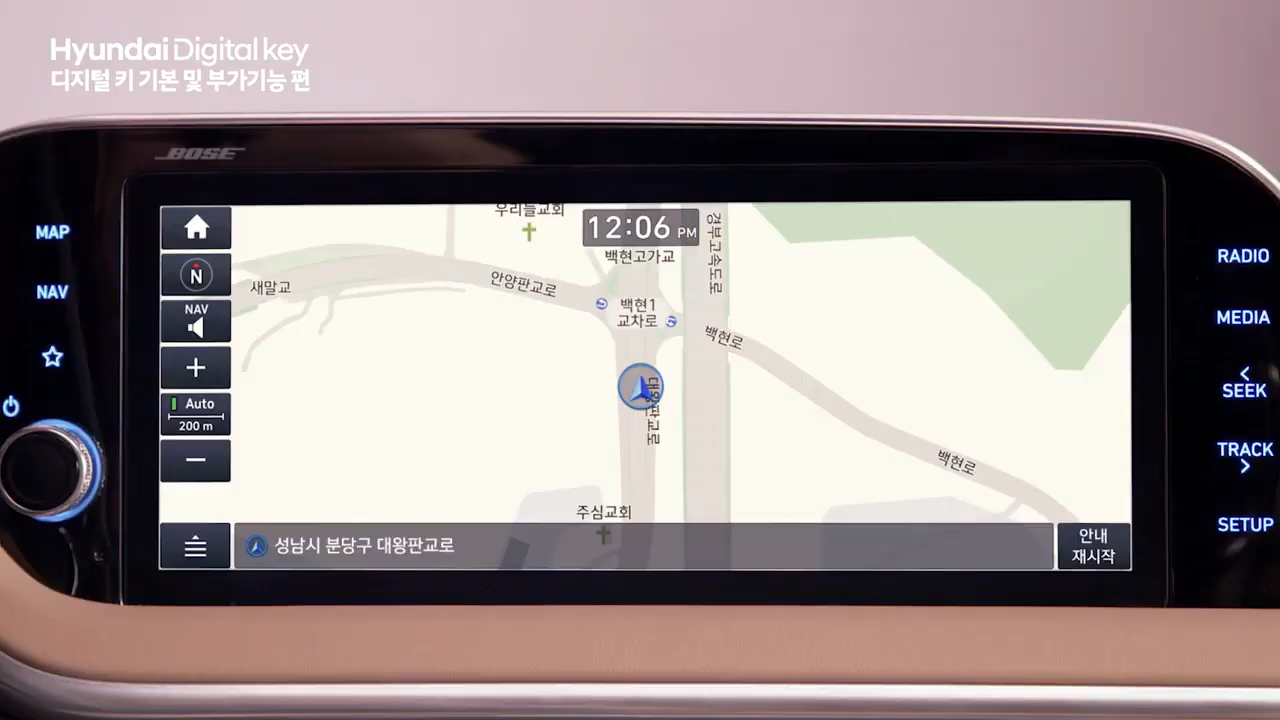 Hyundai Digital key
디지털 키 기본 및 부가기능 편
BOSE
MAP
NAV
N
NAV
Auto
200 m
우리들교회
12:06 PM
백현고가교
경부고속도로
새말교
안양판교로
백현1
교차로
백현로
대왕판교로
백현로
주심교회
성남시 분당구 대왕판교로
안내
재시작
RADIO
MEDIA
SEEK
TRACK
SETUP